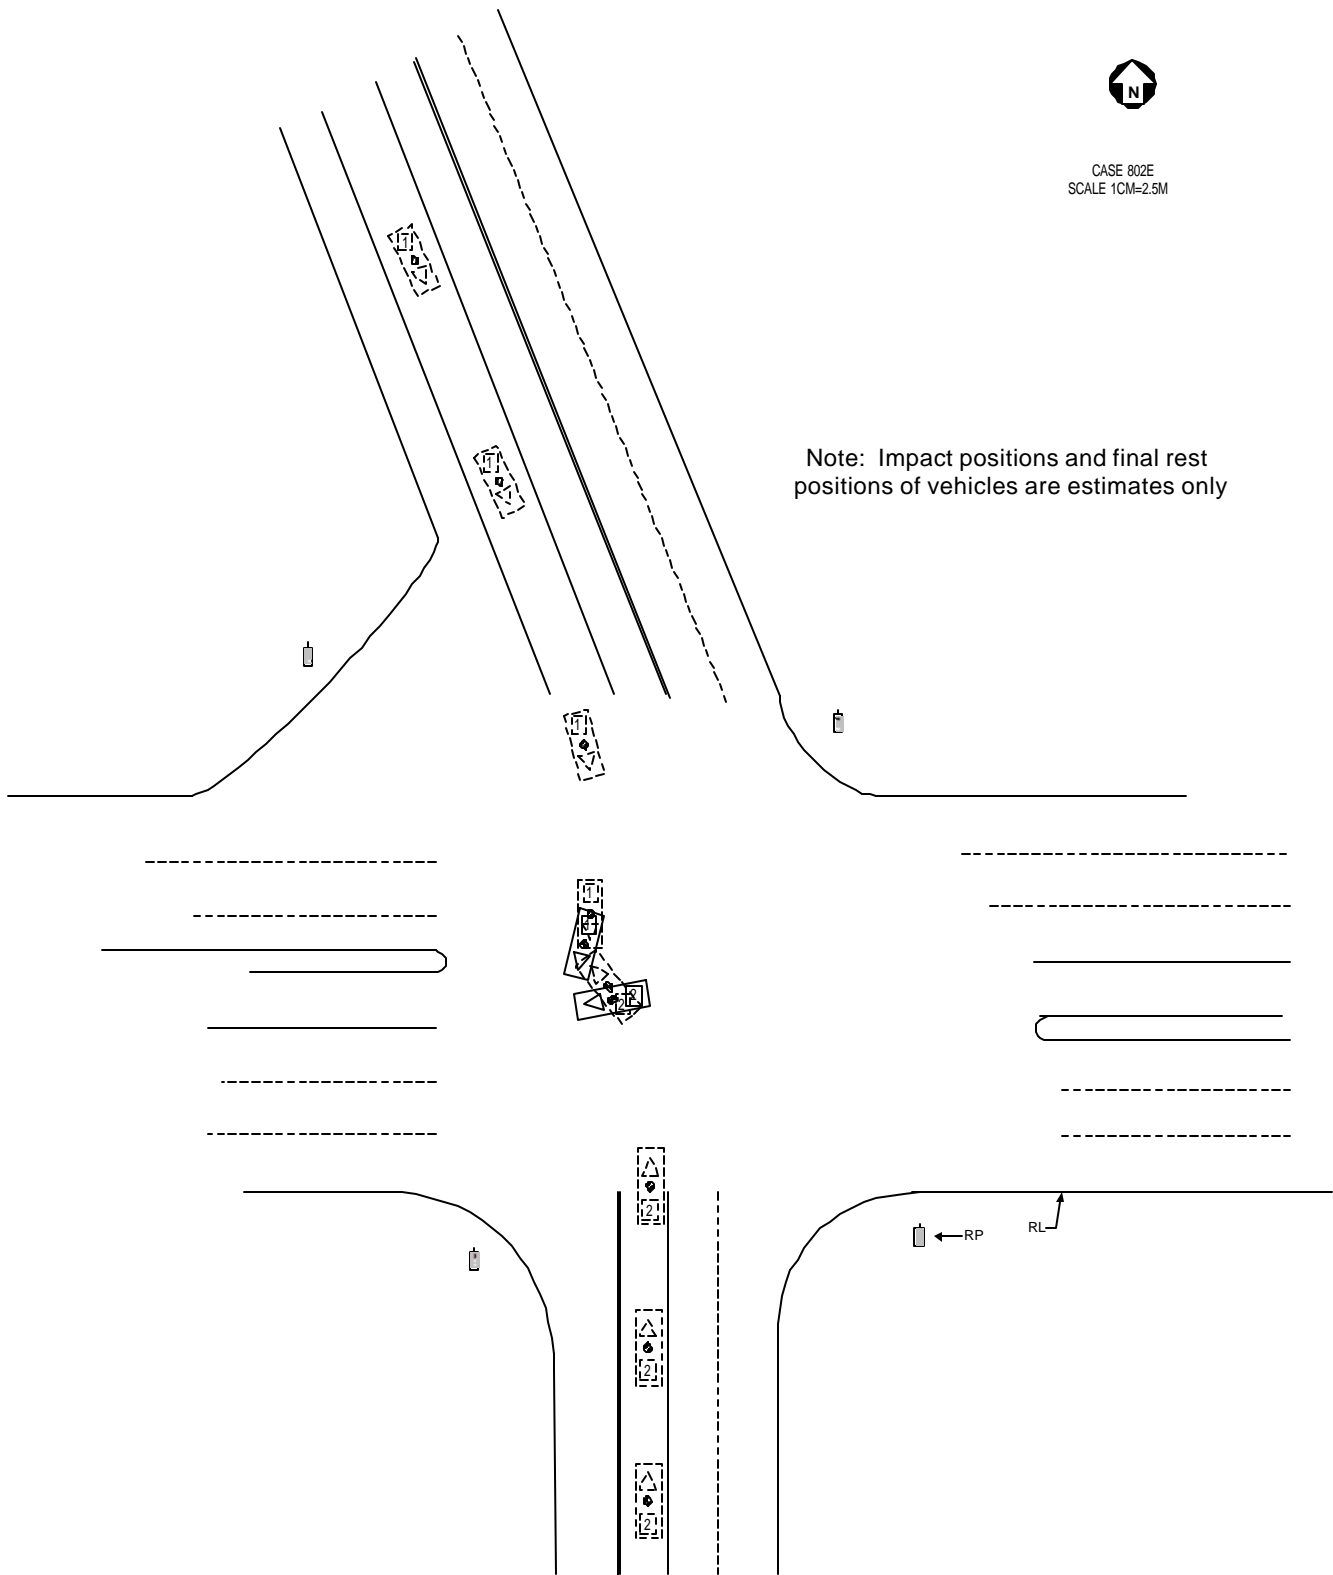 N
CASE 802E
SCALE 1CM=2.5M
1
Note: Impact positions and final rest
positions of vehicles are estimates only
1
1
1
2
2
2
RP
RL
2
2